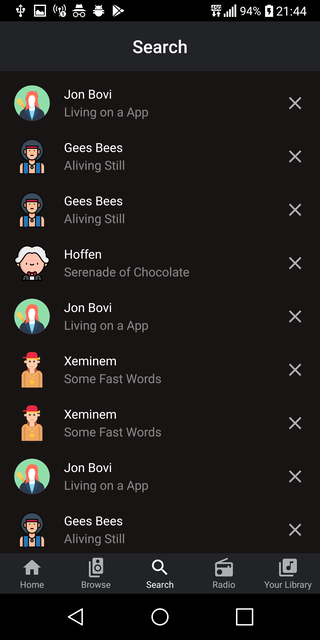 94% 21:44
Search
Jon Bovi
Living on a App
Gees Bees
Aliving Still
Gees Bees
Aliving Still
Hoffen
Serenade of Chocolate
Jon Bovi
Living on a App
Xeminem
Some Fast Words
Xeminem
Some Fast Words
Jon Bovi
Living on a App
Gees Bees
Aliving Still
Home Browse Search Radio Your Library